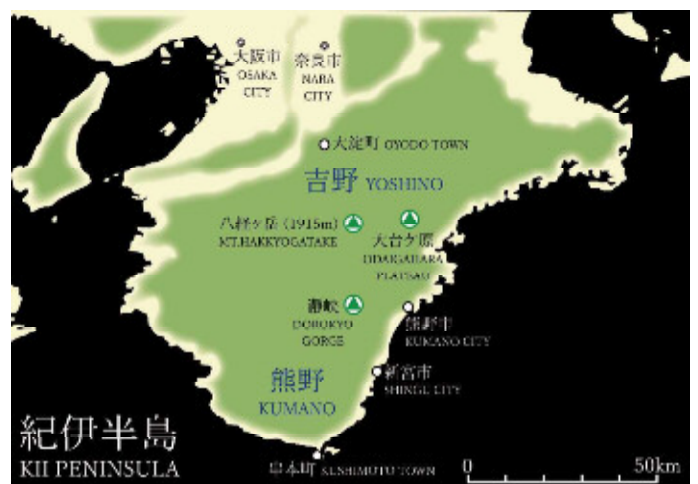 大阪市
OSAKA
CITY
奈良市
NARA
CITY
大淀町 OYODO TOWN
吉野 YOSHINO
八経ヶ岳 (1915m)
MT.HAKKYOGATAKE
大台ケ原
ODAIGAHARA
PLATEAU
瀞峡
DOROKYO
GORGE
熊野市
KUMANO CITY
新宮市
SHINGU CITY
熊野
KUMANO
紀伊半島
KII PENINSULA
串本町 KUSHIMOTO TOWN
0 50km